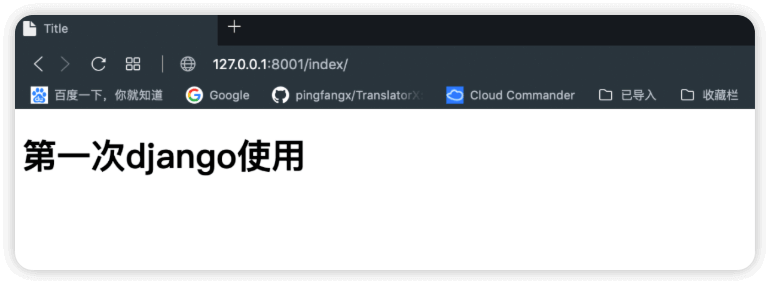 Title
127.0.0.1:8001/index/
百度一下，你就知道 Google pingfangx/TranslatorX Cloud Commander 已导入 收藏栏
第一次django使用